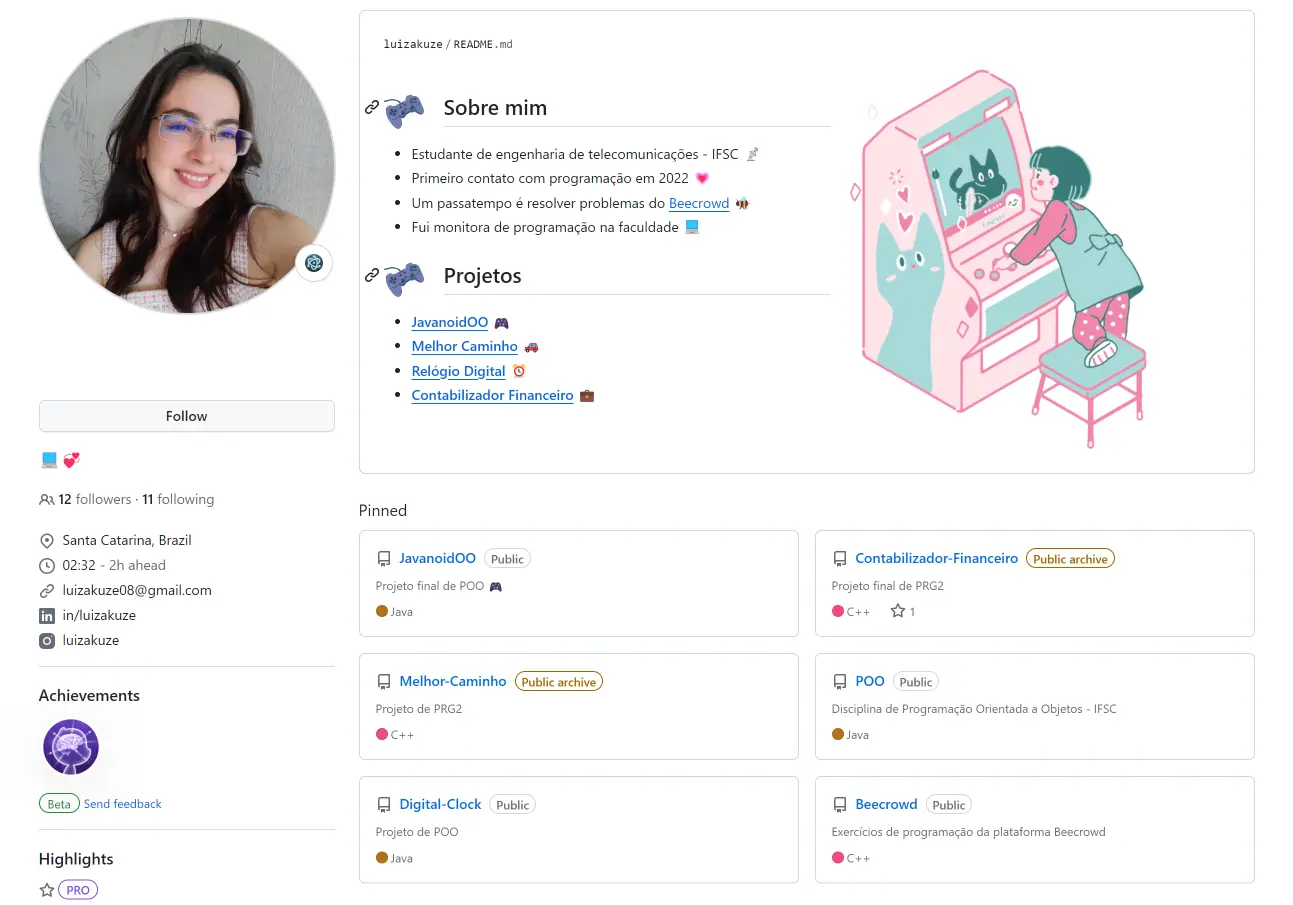 Follow
12 followers · 11 following
Santa Catarina, Brazil
02:32 - 2h ahead
luizakuze08@gmail.com
in/luizakuze
luizakuze
Achievements
Beta Send feedback
Highlights
PRO
luizakuze/README.md
Sobre mim
Estudante de engenharia de telecomunicações - IFSC
Primeiro contato com programação em 2022
Um passatempo é resolver problemas do Beecrowd
Fui monitora de programação na faculdade
Projetos
JavanoidOO
Melhor Caminho
Relógio Digital
Contabilizador Financeiro
Pinned
JavanoidOO Public
Projeto final de POO
Java
Contabilizador-Financeiro Public archive
Projeto final de PRG2
C++ 1
Melhor-Caminho Public archive
Projeto de PRG2
C++
POO Public
Disciplina de Programação Orientada a Objetos - IFSC
Java
Digital-Clock Public
Projeto de POO
Java
Beecrowd Public
Exercícios de programação da plataforma Beecrowd
C++